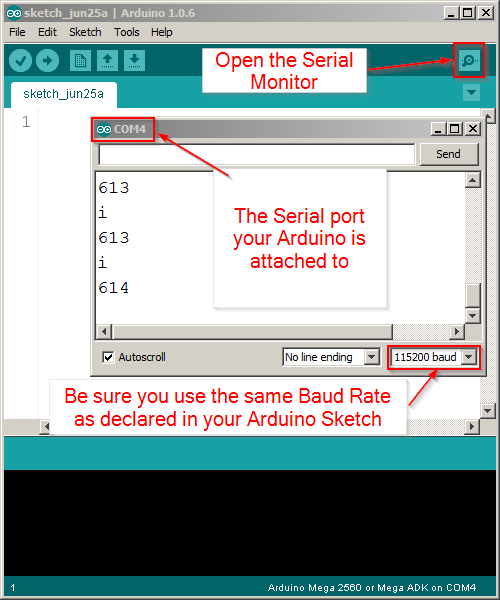 sketch_jun25a | Arduino 1.0.6
File Edit Sketch Tools Help
Open the Serial
Monitor
sketch_jun25a
1
COM4
Send
613
i
613
i
614
The Serial port
your Arduino is
attached to
Autoscroll
No line ending
115200 baud
Be sure you use the same Baud Rate
as declared in your Arduino Sketch
1
Arduino Mega 2560 or Mega ADK on COM4